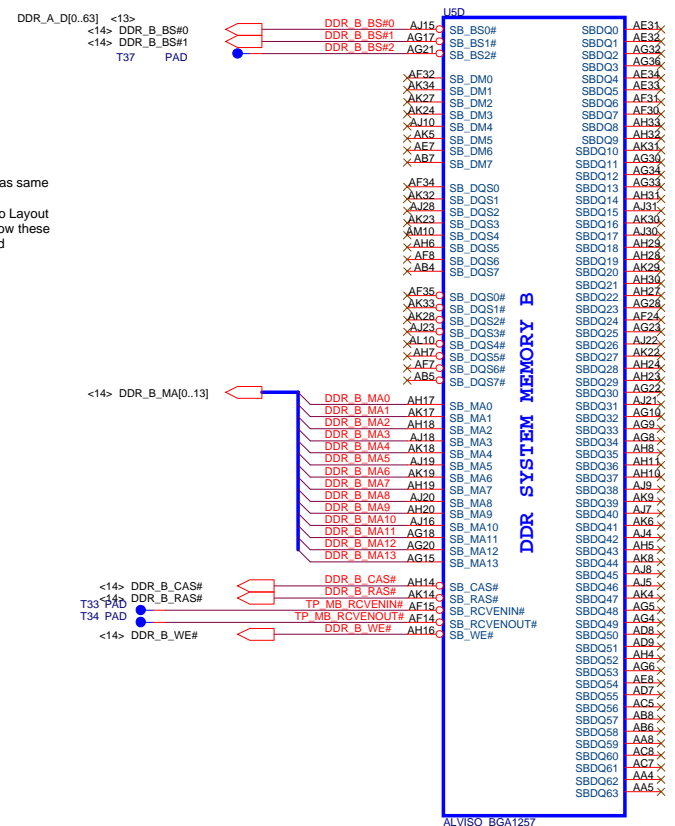 DDR_A_D[0..63] <13>
U5D
<14> DDR_B_BS#0 DDR_B_BS#0 AJ15 SB_BS0#
<14> DDR_B_BS#1 DDR_B_BS#1 AG17 SB_BS1#
T37 PAD DDR_B_BS#2 AG21 SB_BS2#
AF32 SB_DM0
AK34 SB_DM1
AK27 SB_DM2
AK24 SB_DM3
AJ10 SB_DM4
AK5 SB_DM5
AE7 SB_DM6
AB7 SB_DM7
as same
o Layout
ow these
d
AF34 SB_DQS0
AK32 SB_DQS1
AJ28 SB_DQS2
AK23 SB_DQS3
AM10 SB_DQS4
AH6 SB_DQS5
AF8 SB_DQS6
AB4 SB_DQS7
AF35 SB_DQS0#
AK33 SB_DQS1#
AK28 SB_DQS2#
AJ23 SB_DQS3#
AL10 SB_DQS4#
AH7 SB_DQS5#
AF7 SB_DQS6#
AB5 SB_DQS7#
<14> DDR_B_MA[0..13]
DDR_B_MA0 AH17 SB_MA0
DDR_B_MA1 AK17 SB_MA1
DDR_B_MA2 AH18 SB_MA2
DDR_B_MA3 AJ18 SB_MA3
DDR_B_MA4 AK18 SB_MA4
DDR_B_MA5 AJ19 SB_MA5
DDR_B_MA6 AK19 SB_MA6
DDR_B_MA7 AH19 SB_MA7
DDR_B_MA8 AJ20 SB_MA8
DDR_B_MA9 AH20 SB_MA9
DDR_B_MA10 AJ16 SB_MA10
DDR_B_MA11 AG18 SB_MA11
DDR_B_MA12 AG20 SB_MA12
DDR_B_MA13 AG15 SB_MA13
<14> DDR_B_CAS# DDR_B_CAS# AH14 SB_CAS#
<14> DDR_B_RAS# DDR_B_RAS# AK14 SB_RAS#
T33 PAD TP_MB_RCVENIN# AF15 SB_RCVENIN#
T34 PAD TP_MB_RCVENOUT# AF14 SB_RCVENOUT#
<14> DDR_B_WE# DDR_B_WE# AH16 SB_WE#
DDR SYSTEM MEMORY B
SBDQ0 AE31
SBDQ1 AE32
SBDQ2 AG32
SBDQ3 AG36
SBDQ4 AE34
SBDQ5 AE33
SBDQ6 AF31
SBDQ7 AF30
SBDQ8 AH33
SBDQ9 AH32
SBDQ10 AK31
SBDQ11 AG30
SBDQ12 AG34
SBDQ13 AG33
SBDQ14 AH31
SBDQ15 AJ31
SBDQ16 AK30
SBDQ17 AJ30
SBDQ18 AH29
SBDQ19 AH28
SBDQ20 AK29
SBDQ21 AH30
SBDQ22 AH27
SBDQ23 AG28
SBDQ24 AF24
SBDQ25 AG23
SBDQ26 AJ22
SBDQ27 AK22
SBDQ28 AH24
SBDQ29 AH23
SBDQ30 AG22
SBDQ31 AJ21
SBDQ32 AG10
SBDQ33 AG9
SBDQ34 AG8
SBDQ35 AH8
SBDQ36 AH11
SBDQ37 AH10
SBDQ38 AJ9
SBDQ39 AK9
SBDQ40 AJ7
SBDQ41 AK6
SBDQ42 AJ4
SBDQ43 AH5
SBDQ44 AK8
SBDQ45 AJ8
SBDQ46 AJ5
SBDQ47 AK4
SBDQ48 AG5
SBDQ49 AG4
SBDQ50 AD8
SBDQ51 AD9
SBDQ52 AH4
SBDQ53 AG6
SBDQ54 AE8
SBDQ55 AD7
SBDQ56 AC5
SBDQ57 AB8
SBDQ58 AB6
SBDQ59 AA8
SBDQ60 AC8
SBDQ61 AC7
SBDQ62 AA4
SBDQ63 AA5
ALVISO_BGA1257